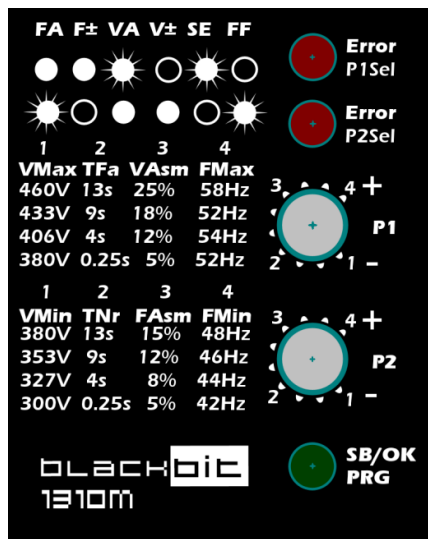 FA F± VA V± SE FF
Error
P1Sel
Error
P2Sel
1 2 3 4
VMax TFa VAsm FMax
460V 13s 25% 58Hz
433V 9s 18% 52Hz
406V 4s 12% 54Hz
380V 0.25s 5% 52Hz
3 4 +
P1
2 1 -
1 2 3 4
VMin TNr FAsm FMin
380V 13s 15% 48Hz
353V 9s 12% 46Hz
327V 4s 8% 44Hz
300V 0.25s 5% 42Hz
3 4 +
P2
2 1 -
blackbit
1310m
SB/OK
PRG